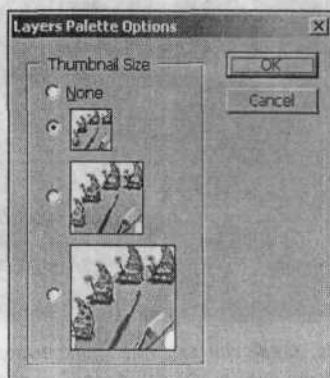 Layers Palette Options
Thumbnail Size
None
OK
Cancel